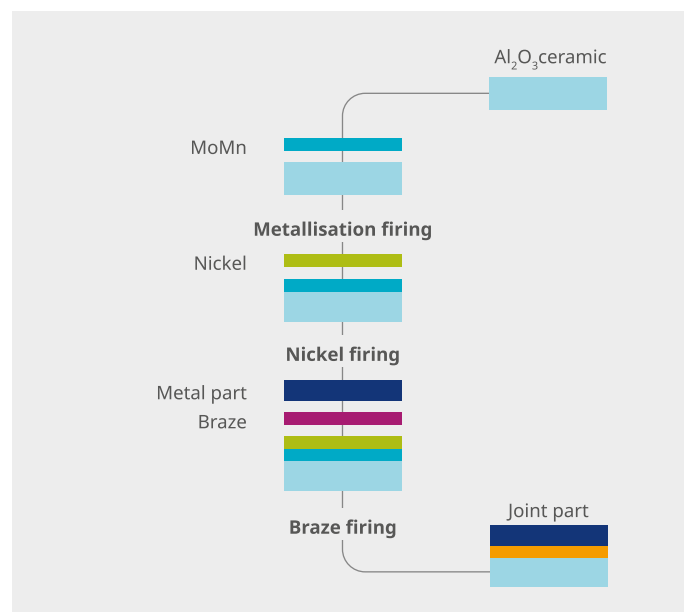 Al₂O₃ceramic
MoMn
Metallisation firing
Nickel
Nickel firing
Metal part
Braze
Joint part
Braze firing